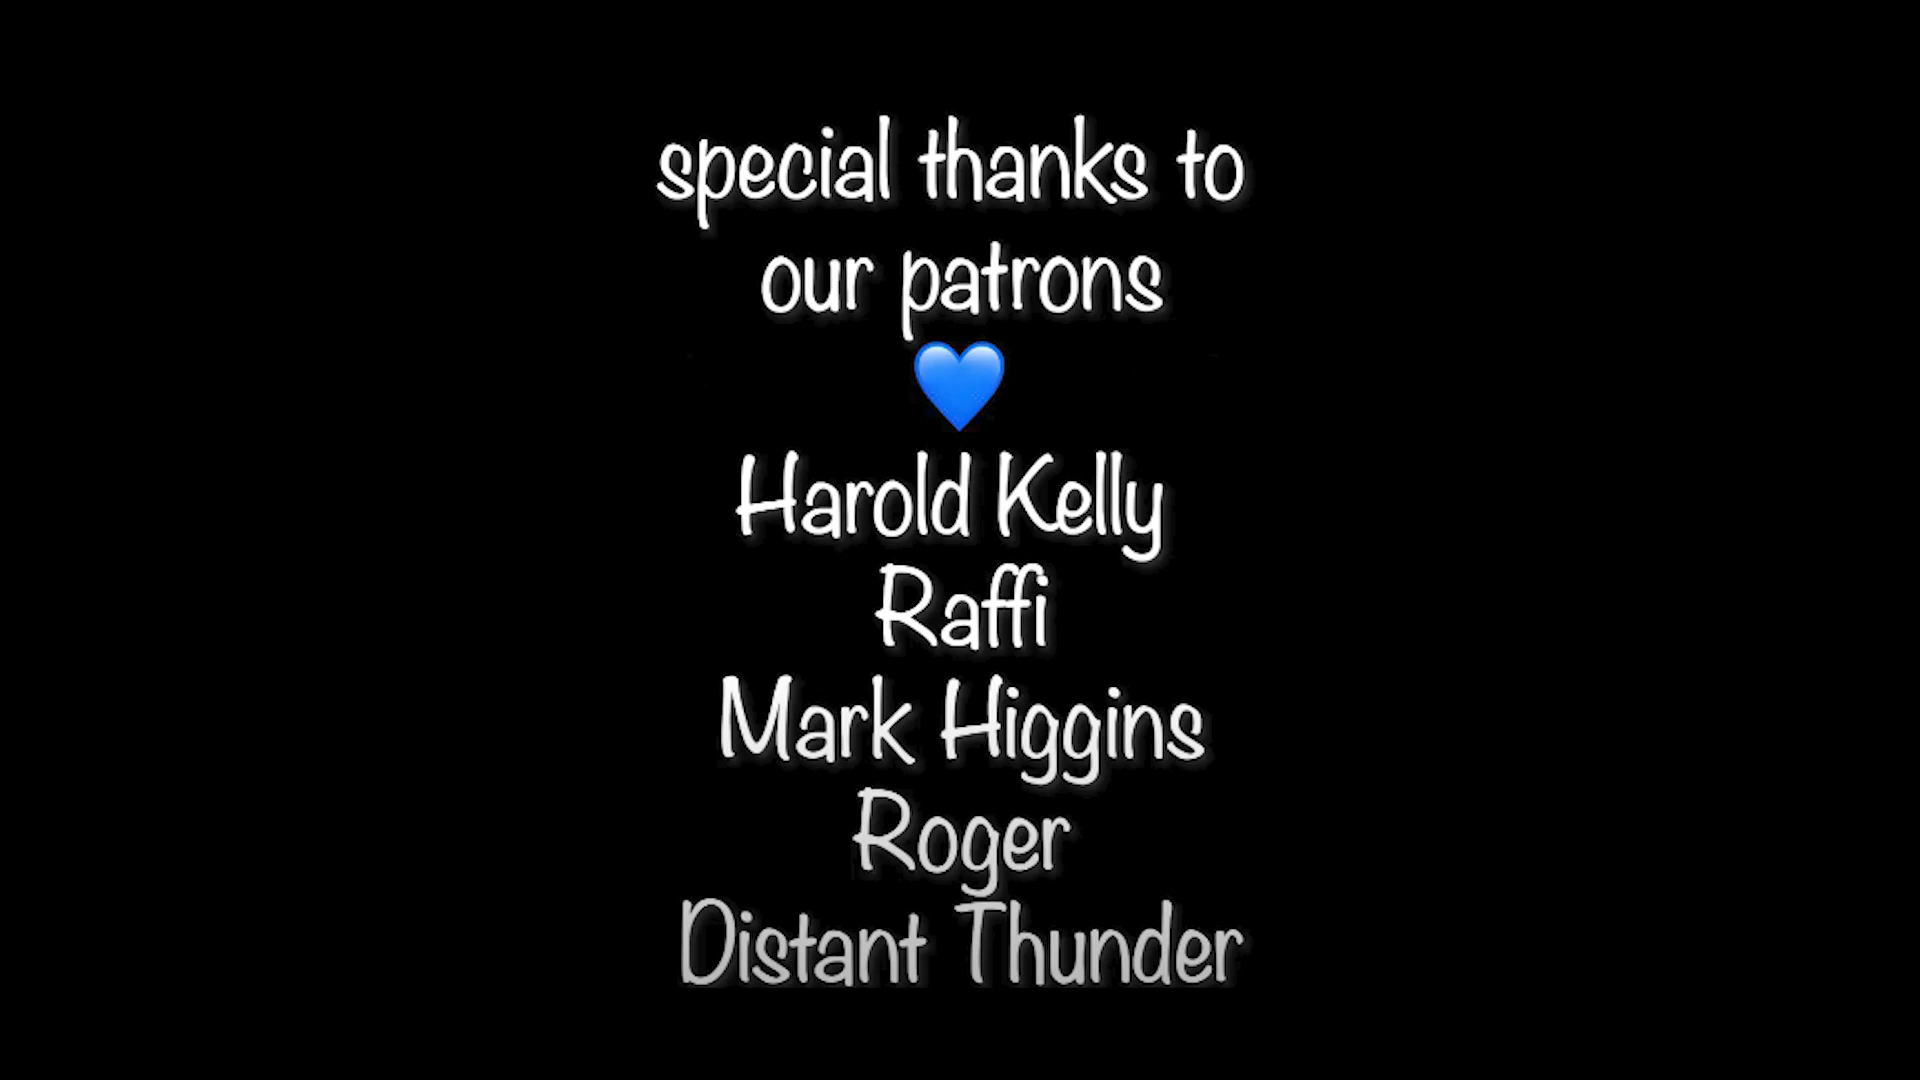 special thanks to
our patrons
💙
Harold Kelly
Raffi
Mark Higgins
Roger
Distant Thunder